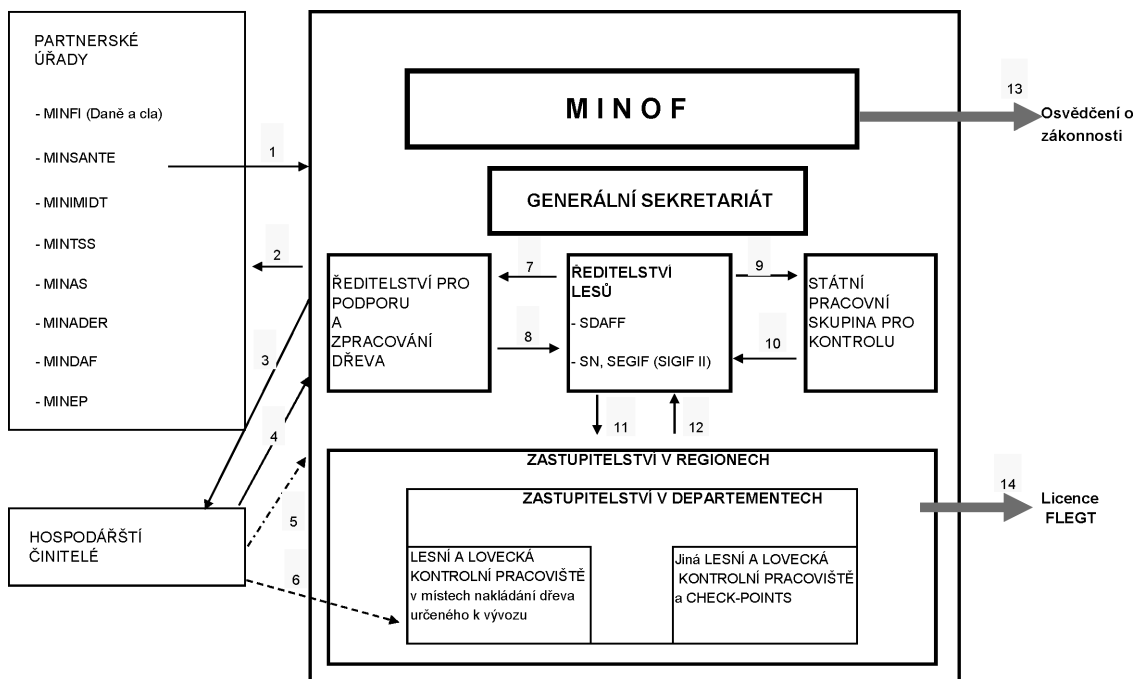 PARTNERSKÉ
ÚŘADY
- MINFI (Daně a cla)
- MINSANTE
- MINIMIDT
- MINTSS
- MINAS
- MINADER
- MINDAF
- MINEP
1
2
3
4
5
6
HOSPODÁŘŠTÍ
ČINITELÉ
MINOF
13
Osvědčení o
zákonnosti
GENERÁLNÍ SEKRETARIÁT
ŘEDITELSTVÍ PRO
PODPORU
A
ZPRACOVÁNÍ
DŘEVA
7
8
ŘEDITELSTVÍ
LESŮ
- SDAFF
- SN, SEGIF (SIGIF II)
9
10
STÁTNÍ
PRACOVNÍ
SKUPINA PRO
KONTROLU
11
12
ZASTUPITELSTVÍ V REGIONECH
ZASTUPITELSTVÍ V DEPARTEMENTECH
LESNÍ A LOVECKÁ
KONTROLNÍ PRACOVIŠTĚ
v místech nakládání dřeva
určeného k vývozu
Jiná LESNÍ A LOVECKÁ
KONTROLNÍ PRACOVIŠTĚ
a CHECK-POINTS
14
Licence
FLEGT